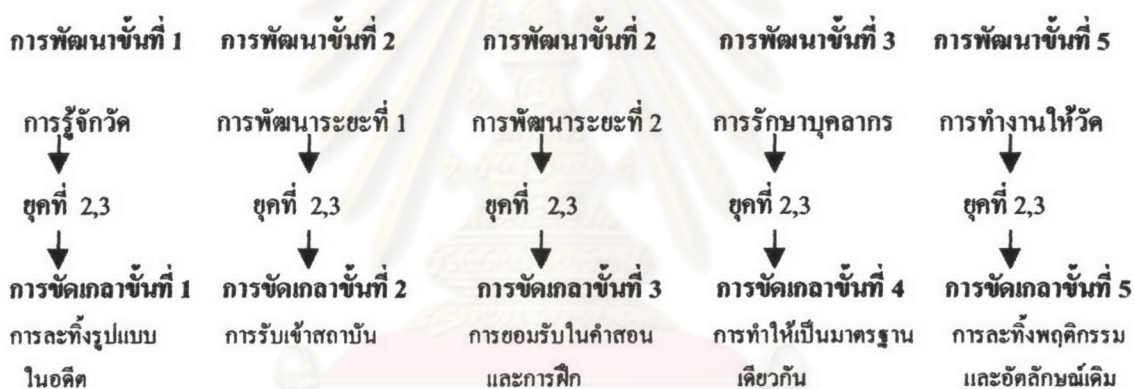 การพัฒนาขั้นที่ 1 การพัฒนาขั้นที่ 2 การพัฒนาขั้นที่ 2 การพัฒนาขั้นที่ 3 การพัฒนาขั้นที่ 5
การรู้จักวัด การพัฒนาระยะที่ 1 การพัฒนาระยะที่ 2 การรักษาบุคลากร การทำงานให้วัด
ยุคที่ 2,3 ยุคที่ 2,3 ยุคที่ 2,3 ยุคที่ 2,3 ยุคที่ 2,3
การขัดเกลาขั้นที่ 1 การขัดเกลาขั้นที่ 2 การขัดเกลาขั้นที่ 3 การขัดเกลาขั้นที่ 4 การขัดเกลาขั้นที่ 5
การละทิ้งรูปแบบ การรับเข้าสถาบัน การยอมรับในคำสอน การทำให้เป็นมาตรฐาน การละทิ้งพฤติกรรม
ในอดีต และการฝึก เดียวกัน และอัตลักษณ์เดิม